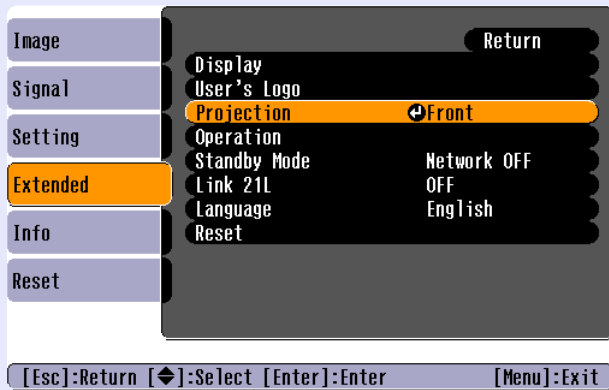 Image
Signal
Setting
Extended
Info
Reset
Return
Display
User's Logo
Projection Front
Operation
Standby Mode Network OFF
Link 21L OFF
Language English
Reset
[Esc]:Return [◆]:Select [Enter]:Enter [Menu]:Exit